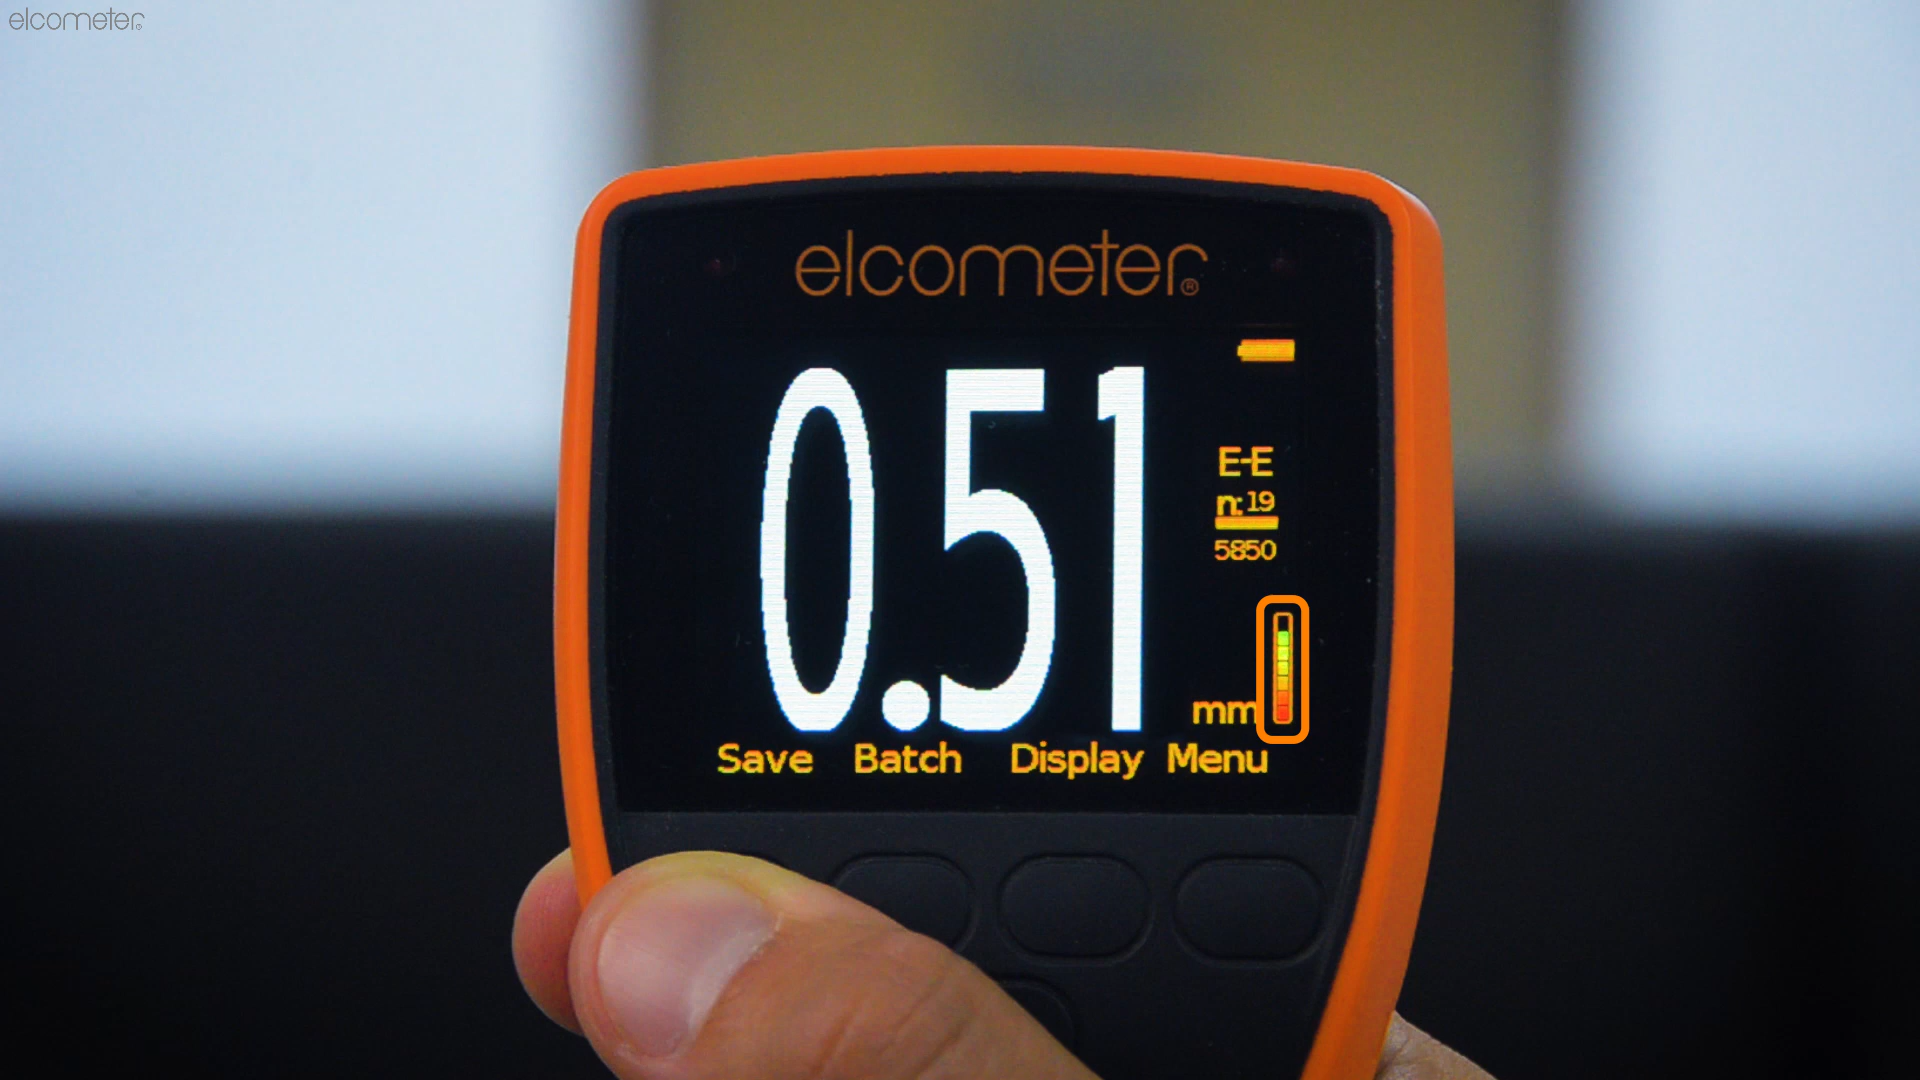 elcometer
elcometer®
0.51
E-E
n:19
5850
mm
Save Batch Display Menu